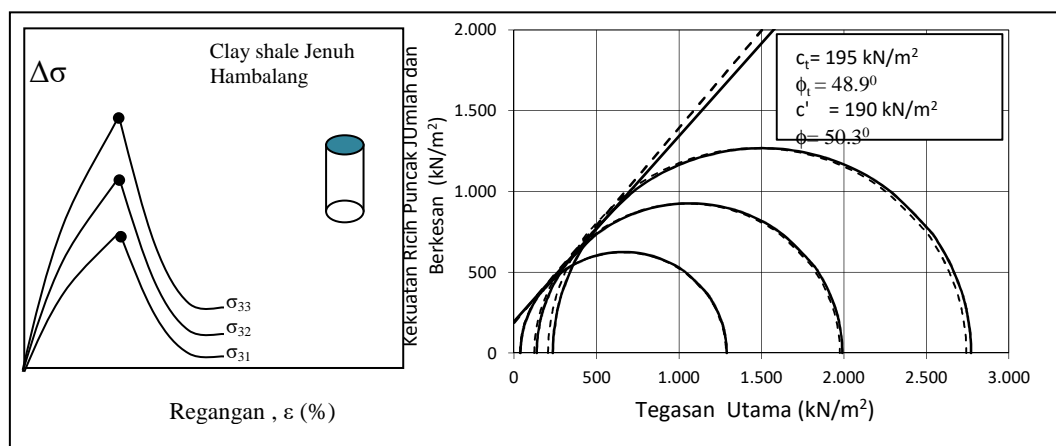 Clay shale Jenuh
Hambalang
Δσ
σ33
σ32
σ31
Regangan , ε (%)
Kekuatan Ricih Puncak JUmlah dan
Berkesan (kN/m²)
2.000
1.500
1.000
500
0
0
500
1.000
1.500
2.000
2.500
3.000
Tegasan Utama (kN/m²)
ct= 195 kN/m²
ϕt = 48.9⁰
c' = 190 kN/m²
ϕ= 50.3⁰